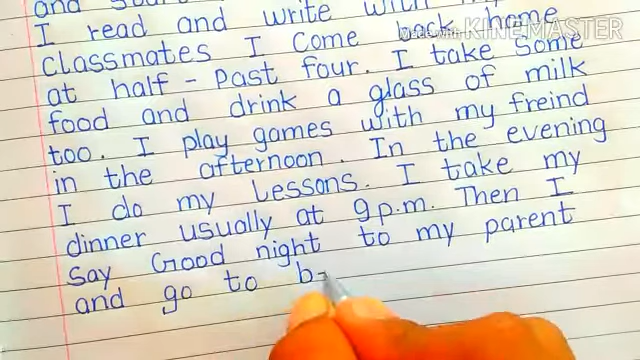 I read and write with
Made with KINEMASTER
classmates I come back home
at half - past four. I take some
food and drink a glass of milk
too. I play games with my freind
in the afternoon. In the evening
I do my lessons. I take my
dinner usually at 9 p.m. Then I
Say Good night to my parent
and go to b